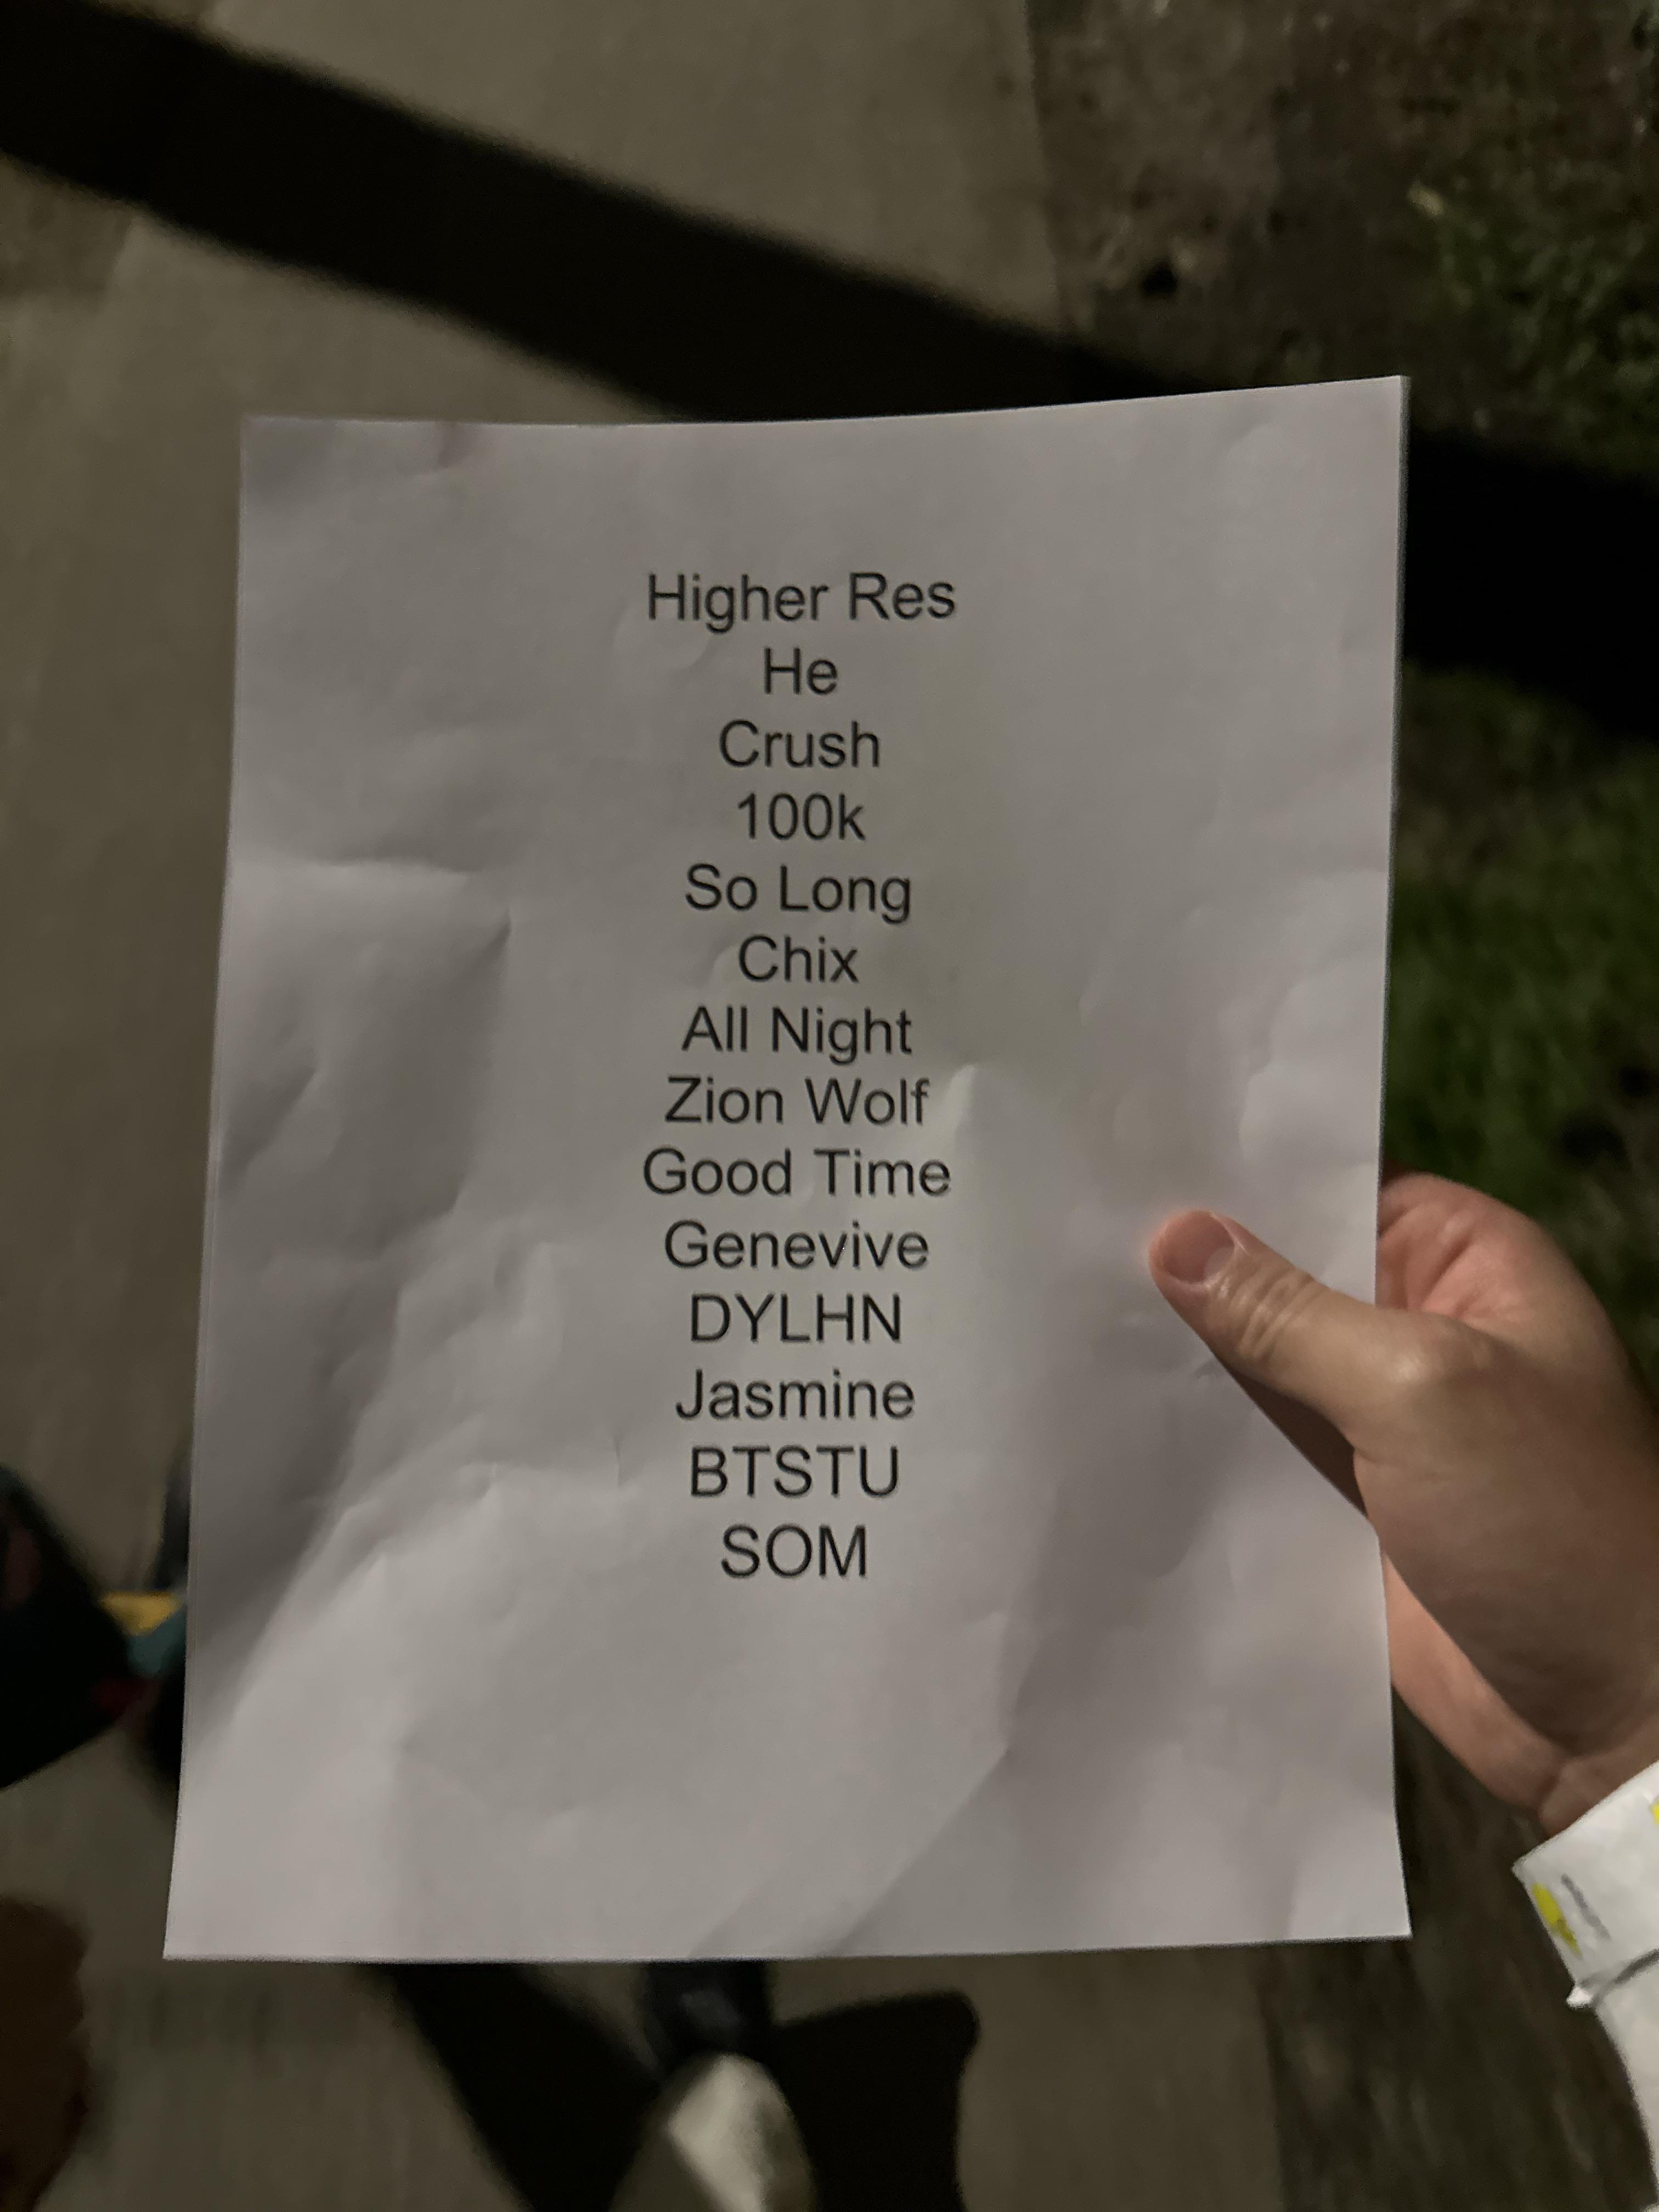 Higher Res
He
Crush
100k
So Long
Chix
All Night
Zion Wolf
Good Time
Genevive
DYLHN
Jasmine
BTSTU
SOM